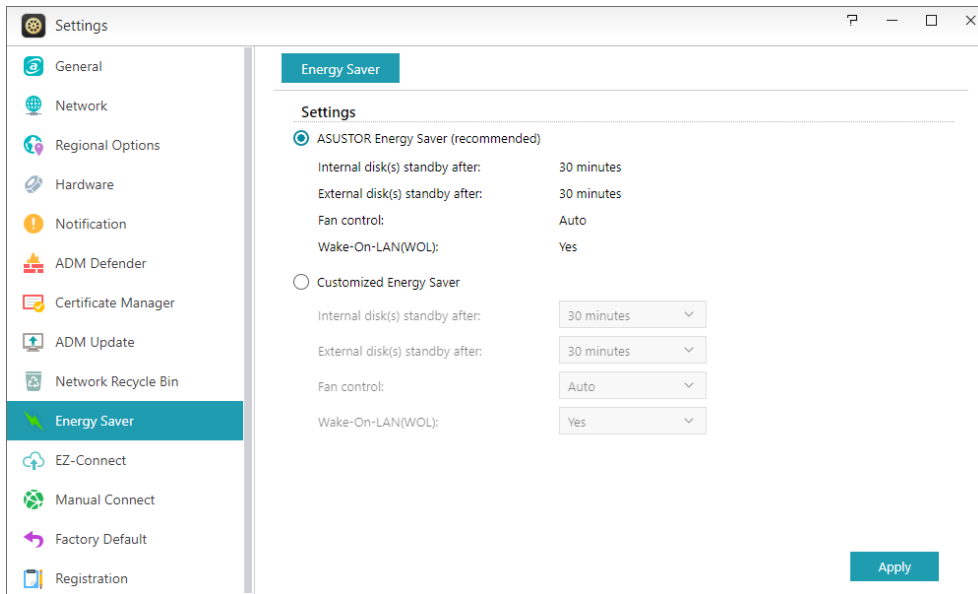 Settings
General
Network
Regional Options
Hardware
Notification
ADM Defender
Certificate Manager
ADM Update
Network Recycle Bin
Energy Saver
EZ-Connect
Manual Connect
Factory Default
Registration
Energy Saver
Settings
ASUSTOR Energy Saver (recommended)
Internal disk(s) standby after: 30 minutes
External disk(s) standby after: 30 minutes
Fan control: Auto
Wake-On-LAN(WOL): Yes
Customized Energy Saver
Internal disk(s) standby after: 30 minutes
External disk(s) standby after: 30 minutes
Fan control: Auto
Wake-On-LAN(WOL): Yes
Apply